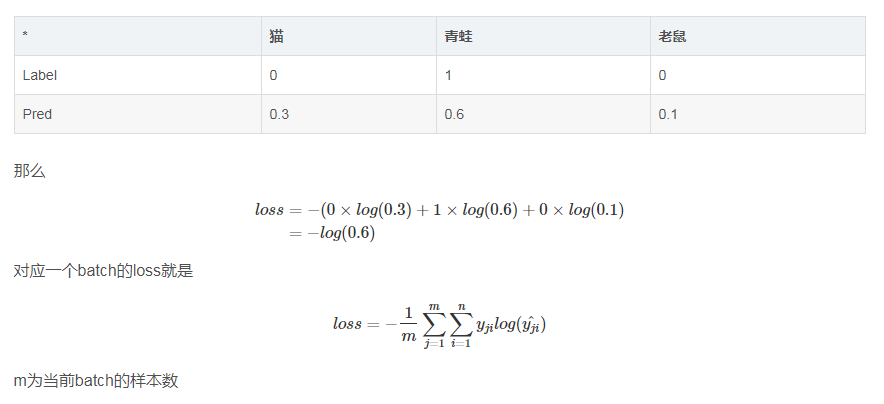 * 猫 青蛙 老鼠
Label 0 1 0
Pred 0.3 0.6 0.1
那么
loss = −(0 × log(0.3) + 1 × log(0.6) + 0 × log(0.1)
= −log(0.6)
对应一个batch的loss就是
loss = −\frac{1}{m} \sum_{j=1}^{m} \sum_{i=1}^{n} y_{ji}log(\hat{y_{ji}})
m为当前batch的样本数